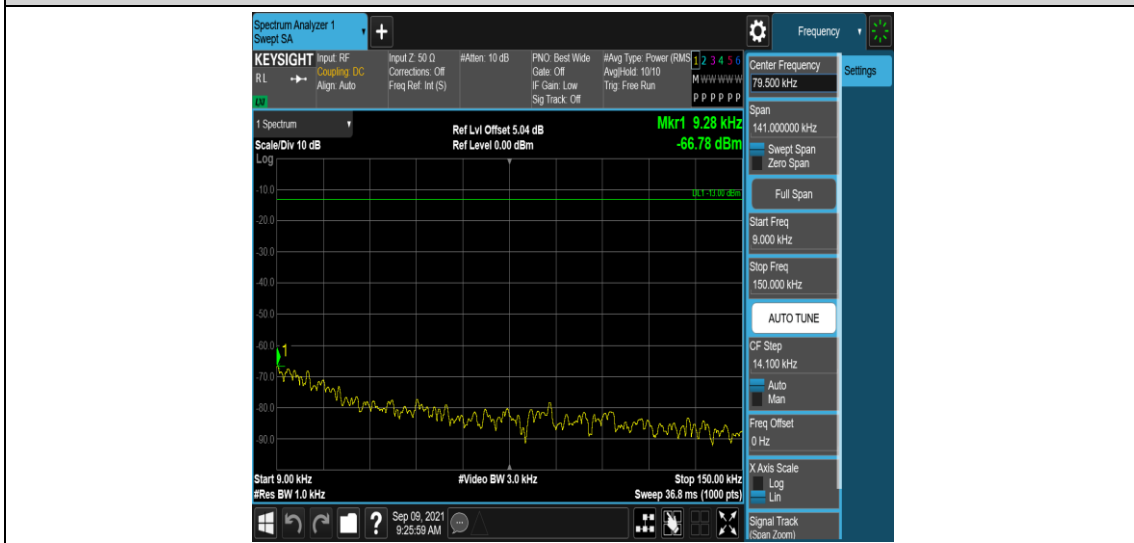 Spectrum Analyzer 1
Swept SA
+
Frequency
KEYSIGHT
RL
LXI
Input: RF
Coupling: DC
Align: Auto
Input Z: 50 Ω
Corrections: Off
Freq Ref: Int (S)
#Atten: 10 dB
PNO: Best Wide
Gate: Off
IF Gain: Low
Sig Track: Off
#Avg Type: Power (RMS
Avg|Hold: 10/10
Trig: Free Run
1 2 3 4 5 6
M W W W W W
P P P P P P
Center Frequency
79.500 kHz
Settings
Span
141.000000 kHz
Swept Span
Zero Span
Full Span
Start Freq
9.000 kHz
Stop Freq
150.000 kHz
AUTO TUNE
CF Step
14.100 kHz
Auto
Man
Freq Offset
0 Hz
X Axis Scale
Log
Lin
Signal Track
(Span Zoom)
1 Spectrum
Scale/Div 10 dB
Ref Lvl Offset 5.04 dB
Ref Level 0.00 dBm
Mkr1 9.28 kHz
-66.78 dBm
Log
DL1 -13.00 dBm
-10.0
-20.0
-30.0
-40.0
-50.0
-60.0
1
-70.0
-80.0
-90.0
Start 9.00 kHz
#Video BW 3.0 kHz
Stop 150.00 kHz
#Res BW 1.0 kHz
Sweep 36.8 ms (1000 pts)
?
Sep 09, 2021
9:25:59 AM